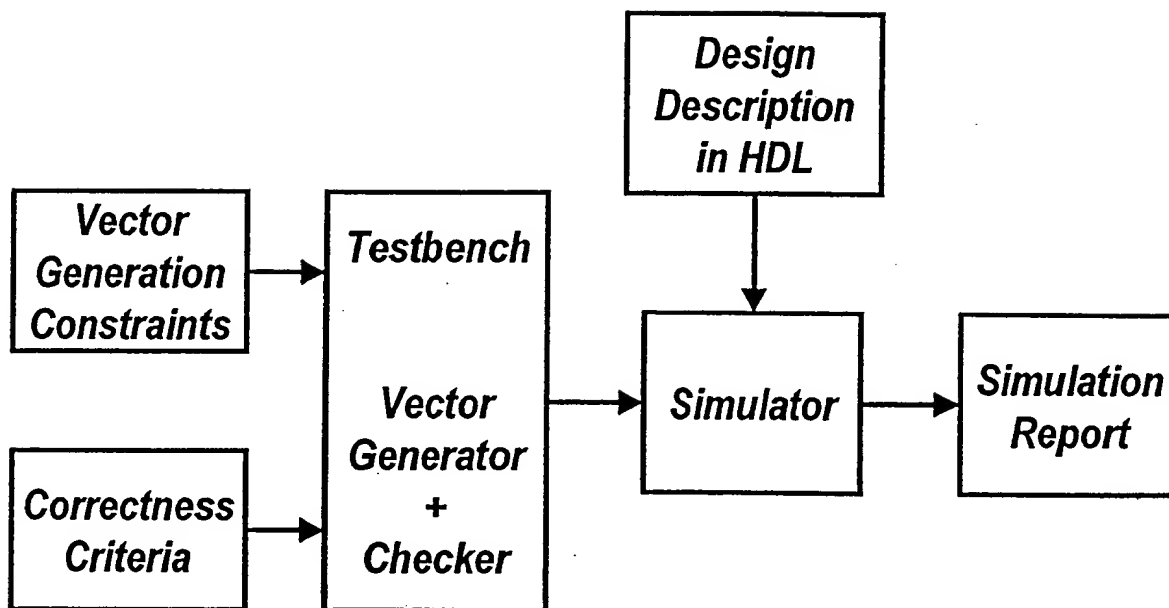 Design
Description
in HDL
Vector
Generation
Constraints
Testbench
Vector
Generator
+
Checker
Correctness
Criteria
Simulator
Simulation
Report